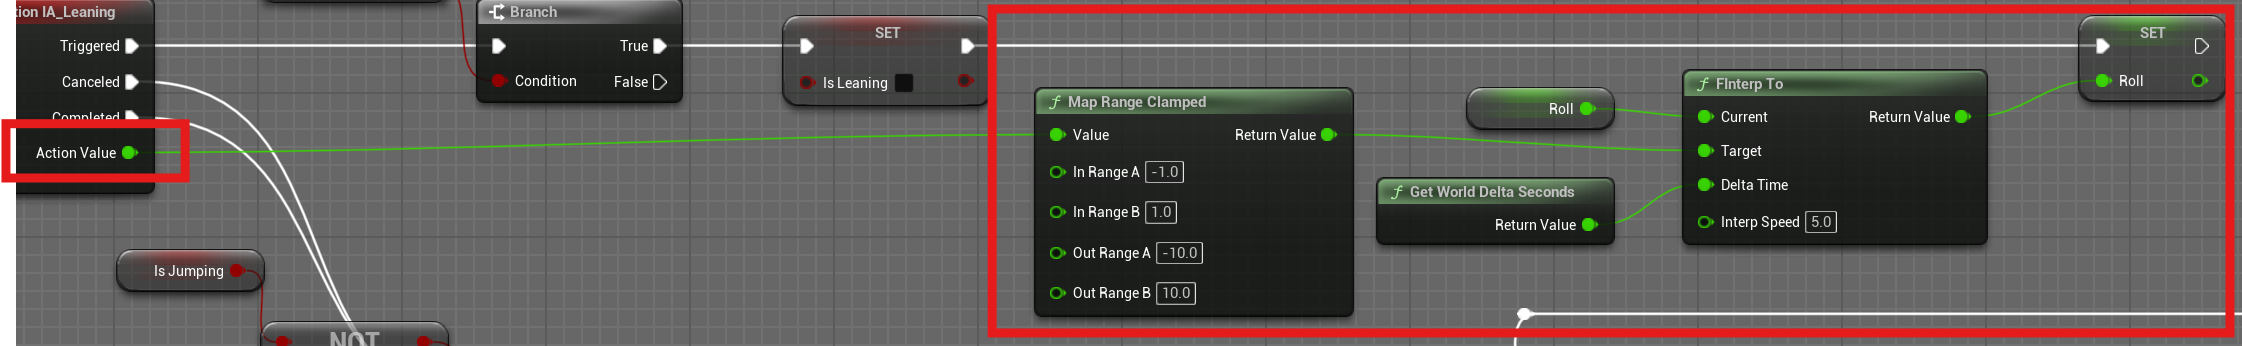 tion IA_Leaning
Triggered
Canceled
Completed
Action Value
Branch
True
Condition
False
SET
Is Leaning
Is Jumping
NOT
f Map Range Clamped
Value
Return Value
In Range A -1.0
In Range B 1.0
Out Range A -10.0
Out Range B 10.0
Roll
f Get World Delta Seconds
Return Value
f FInterp To
Current
Return Value
Target
Delta Time
Interp Speed 5.0
SET
Roll